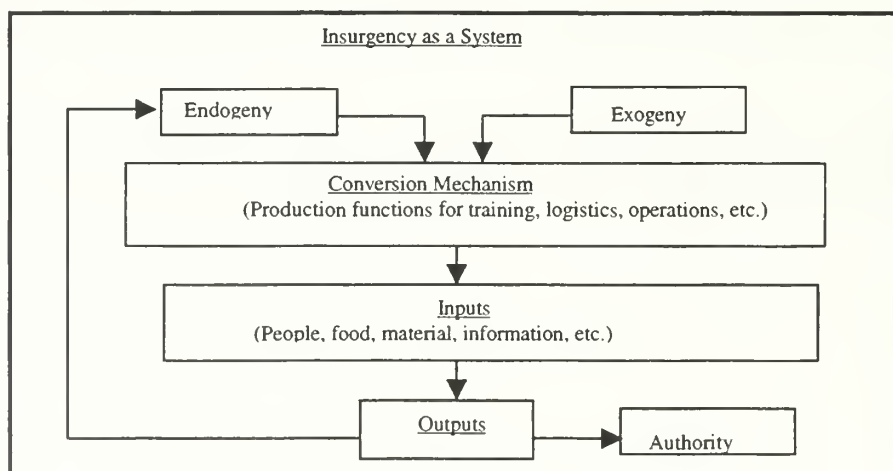 Insurgency as a System
Endogeny
Exogeny
Conversion Mechanism
(Production functions for training, logistics, operations, etc.)
Inputs
(People, food, material, information, etc.)
Outputs
Authority